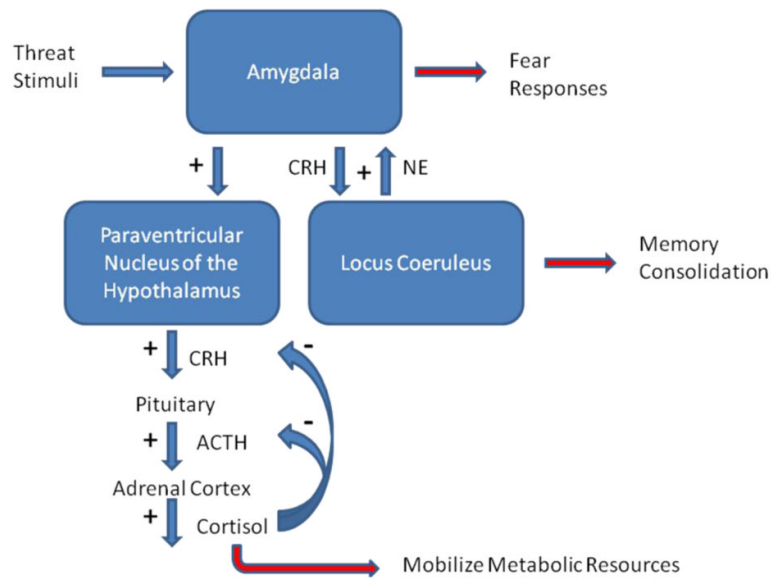 Threat
Stimuli
Amygdala
Fear
Responses
+
CRH
+
NE
Paraventricular
Nucleus of the
Hypothalamus
Locus Coeruleus
Memory
Consolidation
+
CRH
-
Pituitary
+
ACTH
-
Adrenal Cortex
+
Cortisol
Mobilize Metabolic Resources